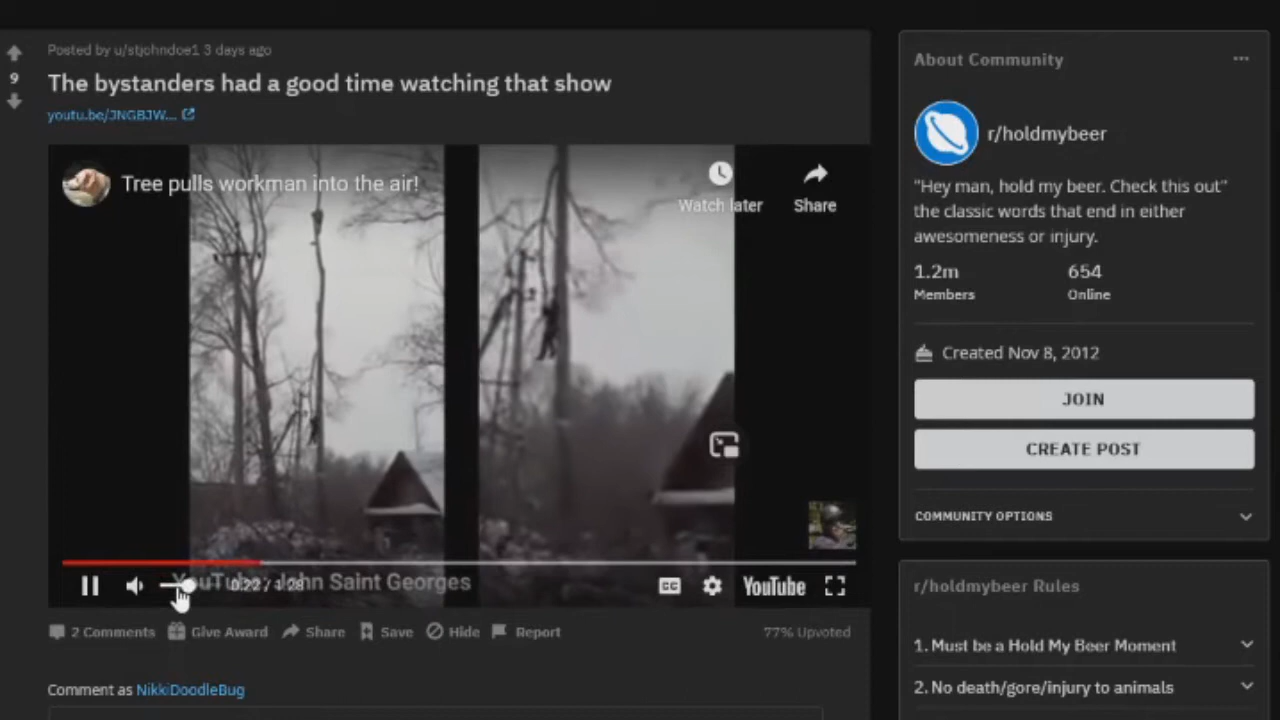 Posted by u/stjohndoe1 3 days ago
9
The bystanders had a good time watching that show
youtu.be/JNGBJW...
Tree pulls workman into the air!
Watch later
Share
YouTube: John Saint Georges
0:22 / 1:28
CC
YouTube
2 Comments
Give Award
Share
Save
Hide
Report
77% Upvoted
Comment as NikkiDoodleBug
About Community
r/holdmybeer
"Hey man, hold my beer. Check this out"
the classic words that end in either
awesomeness or injury.
1.2m
654
Members
Online
Created Nov 8, 2012
JOIN
CREATE POST
COMMUNITY OPTIONS
r/holdmybeer Rules
1. Must be a Hold My Beer Moment
2. No death/gore/injury to animals